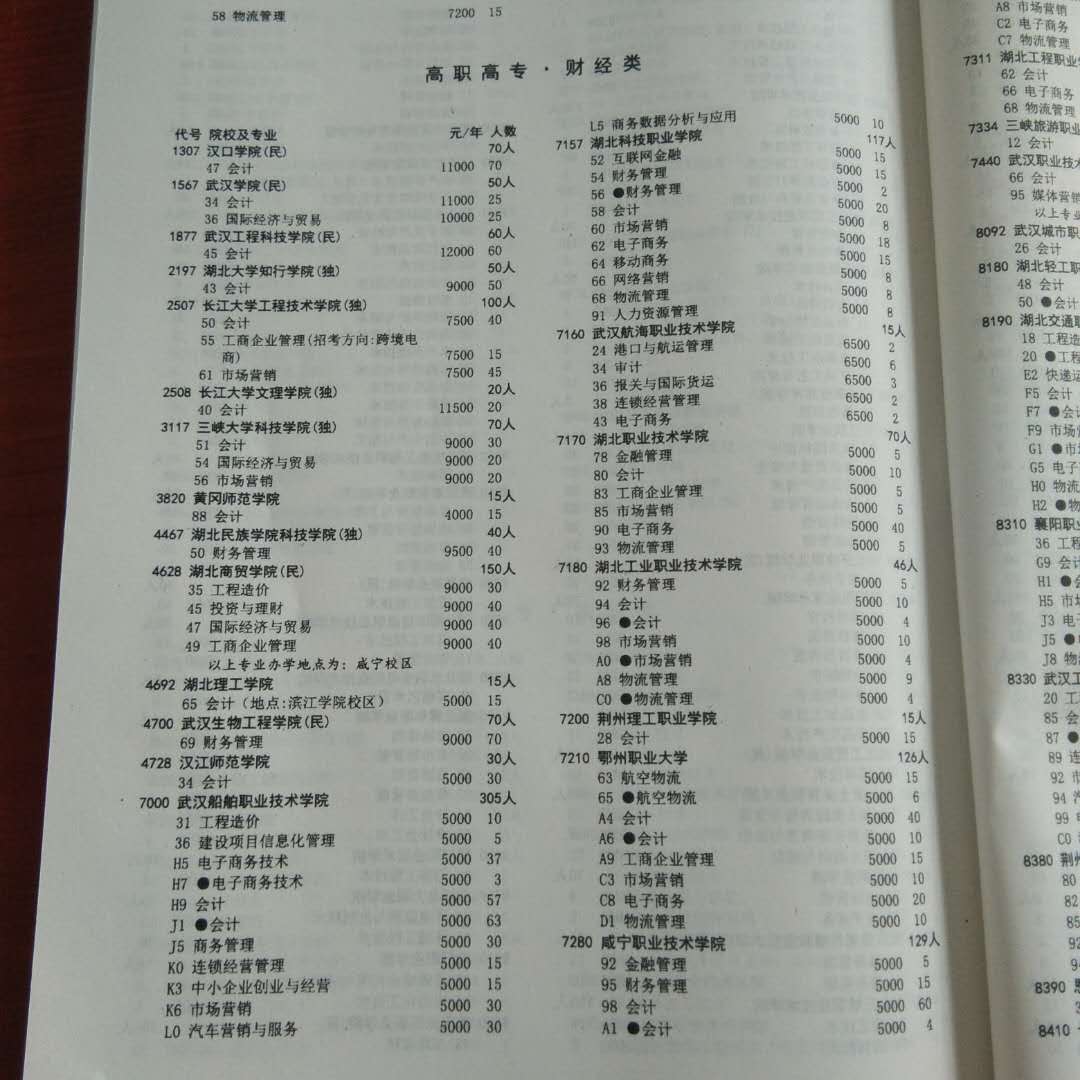 58 物流管理 7200 15
高职高专·财经类
代号 院校及专业 元/年 人数
1307 汉口学院(民) 70人
47 会计 11000 70
1567 武汉学院(民) 50人
34 会计 11000 25
36 国际经济与贸易 10000 25
1877 武汉工程科技学院(民) 60人
45 会计 12000 60
2197 湖北大学知行学院(独) 50人
43 会计 9000 50
2507 长江大学工程技术学院(独) 100人
50 会计 7500 40
55 工商企业管理(招考方向:跨境电
商) 7500 15
61 市场营销 7500 45
2508 长江大学文理学院(独) 20人
40 会计 11500 20
3117 三峡大学科技学院(独) 70人
51 会计 9000 30
54 国际经济与贸易 9000 20
56 市场营销 9000 20
3820 黄冈师范学院 15人
88 会计 4000 15
4467 湖北民族学院科技学院(独) 40人
50 财务管理 9500 40
4628 湖北商贸学院(民) 150人
35 工程造价 9000 30
45 投资与理财 9000 40
47 国际经济与贸易 9000 40
49 工商企业管理 9000 40
以上专业办学地点为: 咸宁校区
4692 湖北理工学院 15人
65 会计(地点:滨江学院校区) 5000 15
4700 武汉生物工程学院(民) 70人
69 财务管理 9000 70
4728 汉江师范学院 30人
34 会计 5000 30
7000 武汉船舶职业技术学院 305人
31 工程造价 5000 10
36 建设项目信息化管理 5000 5
H5 电子商务技术 5000 37
H7 ●电子商务技术 5000 3
H9 会计 5000 57
J1 ●会计 5000 63
J5 商务管理 5000 30
K0 连锁经营管理 5000 15
K3 中小企业创业与经营 5000 15
K6 市场营销 5000 30
L0 汽车营销与服务 5000 30
L5 商务数据分析与应用 5000 10
7157 湖北科技职业学院 117人
52 互联网金融 5000 15
54 财务管理 5000 15
56 ●财务管理 5000 2
58 会计 5000 20
60 市场营销 5000 8
62 电子商务 5000 18
64 移动商务 5000 15
66 网络营销 5000 8
68 物流管理 5000 8
91 人力资源管理 5000 8
7160 武汉航海职业技术学院 15人
24 港口与航运管理 6500 2
34 审计 6500 6
36 报关与国际货运 6500 3
38 连锁经营管理 6500 2
43 电子商务 6500 2
7170 湖北职业技术学院 70人
78 金融管理 5000 5
80 会计 5000 10
83 工商企业管理 5000 5
85 市场营销 5000 5
90 电子商务 5000 40
93 物流管理 5000 5
7180 湖北工业职业技术学院 46人
92 财务管理 5000 5
94 会计 5000 10
96 ●会计 5000 4
98 市场营销 5000 10
A0 ●市场营销 5000 4
A8 物流管理 5000 9
C0 ●物流管理 5000 4
7200 荆州理工职业学院 15人
28 会计 5000 15
7210 鄂州职业大学 126人
63 航空物流 5000 15
65 ●航空物流 5000 6
A4 会计 5000 40
A6 ●会计 5000 10
A9 工商企业管理 5000 15
C3 市场营销 5000 10
C8 电子商务 5000 20
D1 物流管理 5000 10
7280 咸宁职业技术学院 129人
92 金融管理 5000 5
95 财务管理 5000 15
98 会计 5000 60
A1 ●会计 5000 4
A8 市场营销
C2 电子商务
C7 物流管理
7311 湖北工程职业
62 会计
66 电子商务
68 物流管理
7334 三峡旅游职业
12 会计
7440 武汉职业技
66 会计
95 媒体营
以上专业
8092 武汉城市职
26 会计
8180 湖北轻工职
48 会计
50 ●会计
8190 湖北交通
18 工程造
20 ●工程
E2 快递运
F5 会计
F7 ●会
F9 市场
G1 ●市
G5 电子
H0 物流
H2 ●物
8310 襄阳职
36 工程
G9 会计
H1 ●
H5 市场
J3 电子
J5 ●
J8 物
8330 武汉工
20 工
85 会
87 ●
89 连
92 市
94
99
C0
8380 荆州
80
82
85
92
94
8390
8410